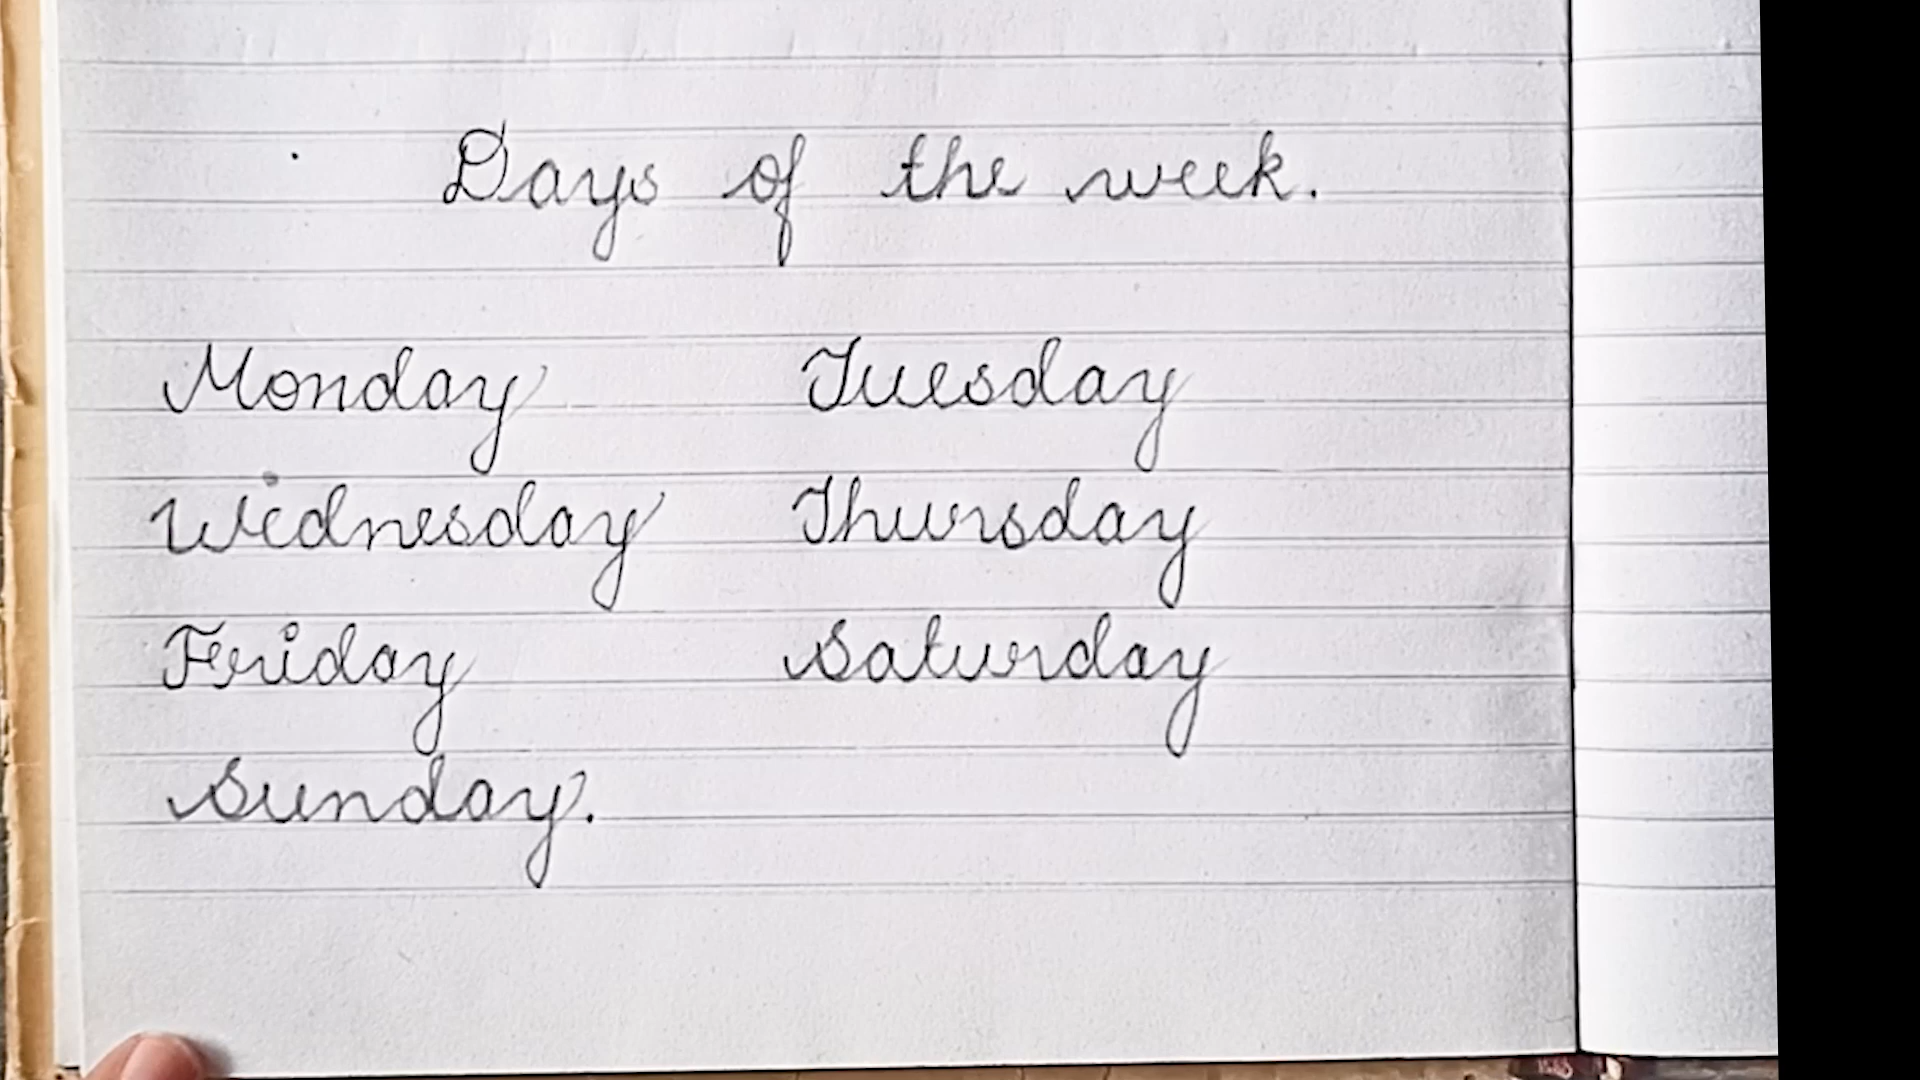 Days of the week.
Monday Tuesday
Wednesday Thursday
Friday Saturday
Sunday.